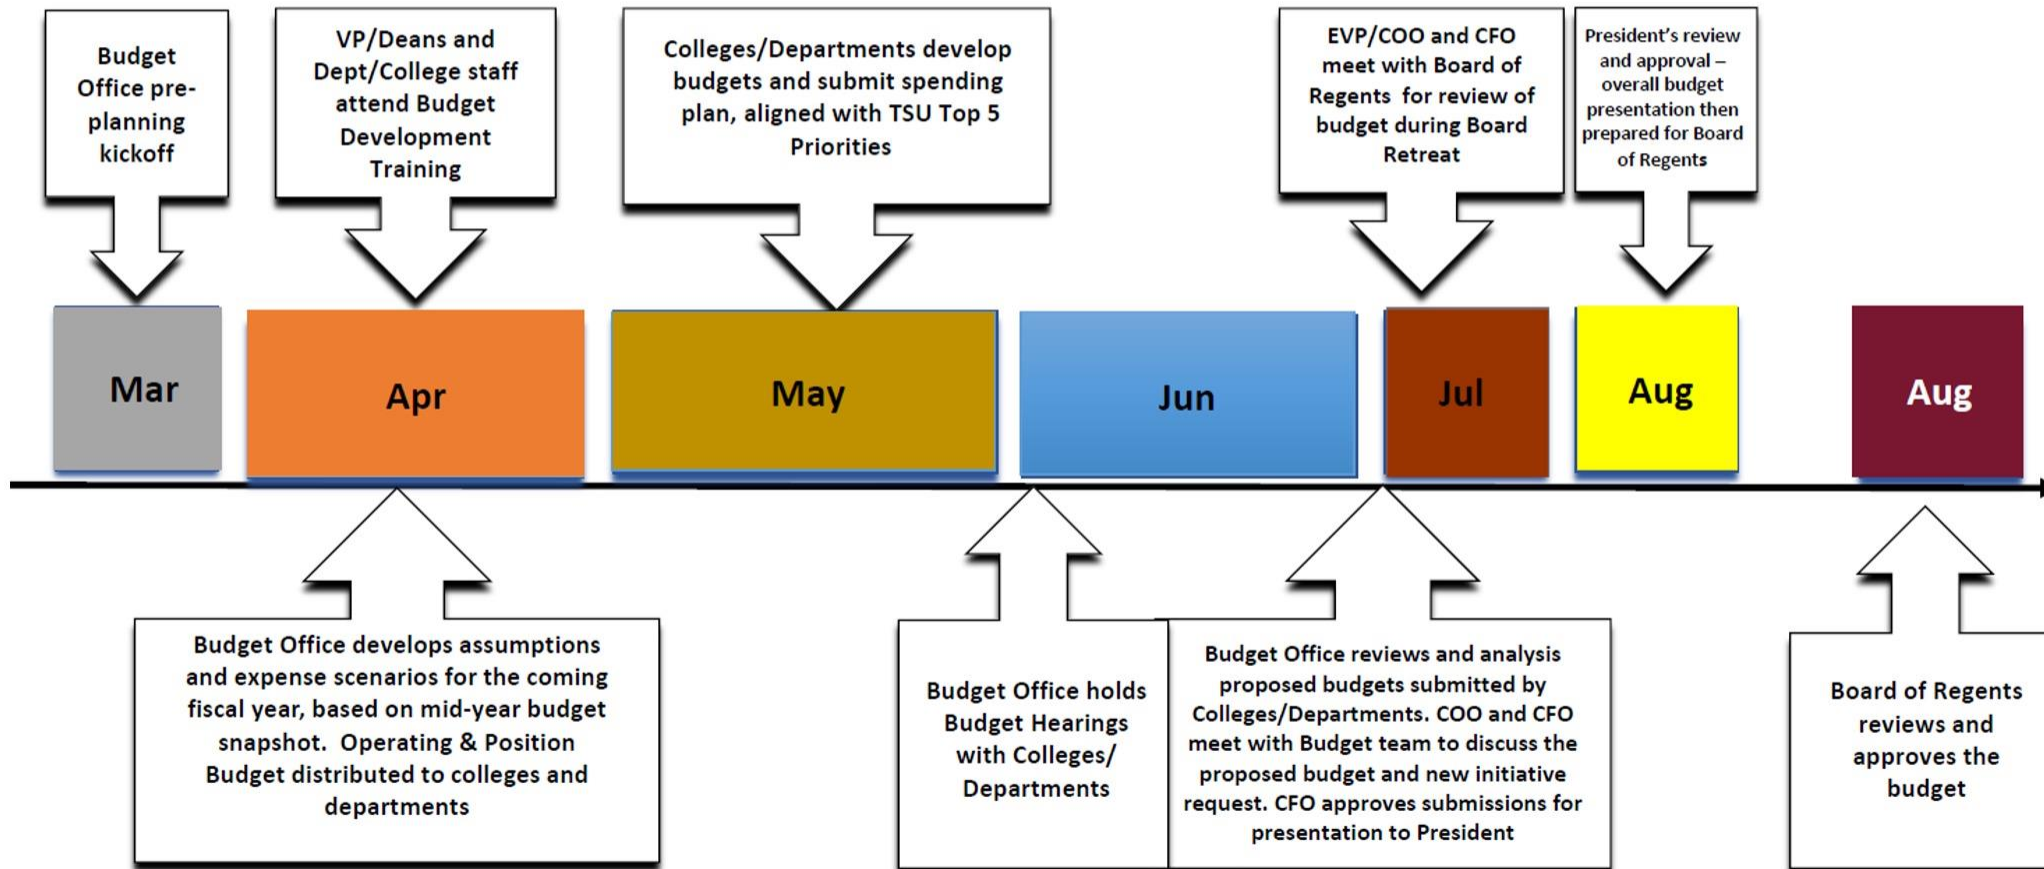 Budget
Office pre-
planning
kickoff
VP/Deans and
Dept/College staff
attend Budget
Development
Training
Colleges/Departments develop
budgets and submit spending
plan, aligned with TSU Top 5
Priorities
EVP/COO and CFO
meet with Board of
Regents for review of
budget during Board
Retreat
President’s review
and approval –
overall budget
presentation then
prepared for Board
of Regents
Mar
Apr
May
Jun
Jul
Aug
Aug
Budget Office develops assumptions
and expense scenarios for the coming
fiscal year, based on mid-year budget
snapshot. Operating & Position
Budget distributed to colleges and
departments
Budget Office holds
Budget Hearings
with Colleges/
Departments
Budget Office reviews and analysis
proposed budgets submitted by
Colleges/Departments. COO and CFO
meet with Budget team to discuss the
proposed budget and new initiative
request. CFO approves submissions for
presentation to President
Board of Regents
reviews and
approves the
budget